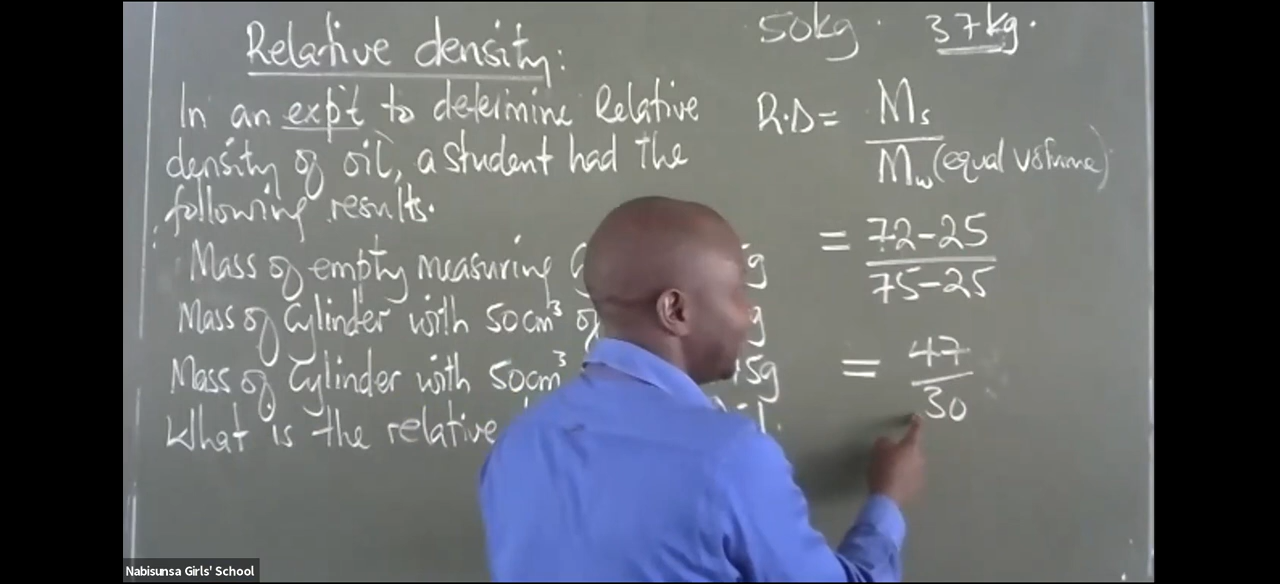 Relative density:
In an exp't to determine Relative
density of oil, a student had the
following results.
Mass of empty measuring g
Mass of Cylinder with 50cm³ g
Mass of Cylinder with 50cm³ 5g
What is the relative
50kg. 37kg.
R.D = Ms
Mw (equal volume)
= 72-25
75-25
= 47
30
Nabisunsa Girls' School